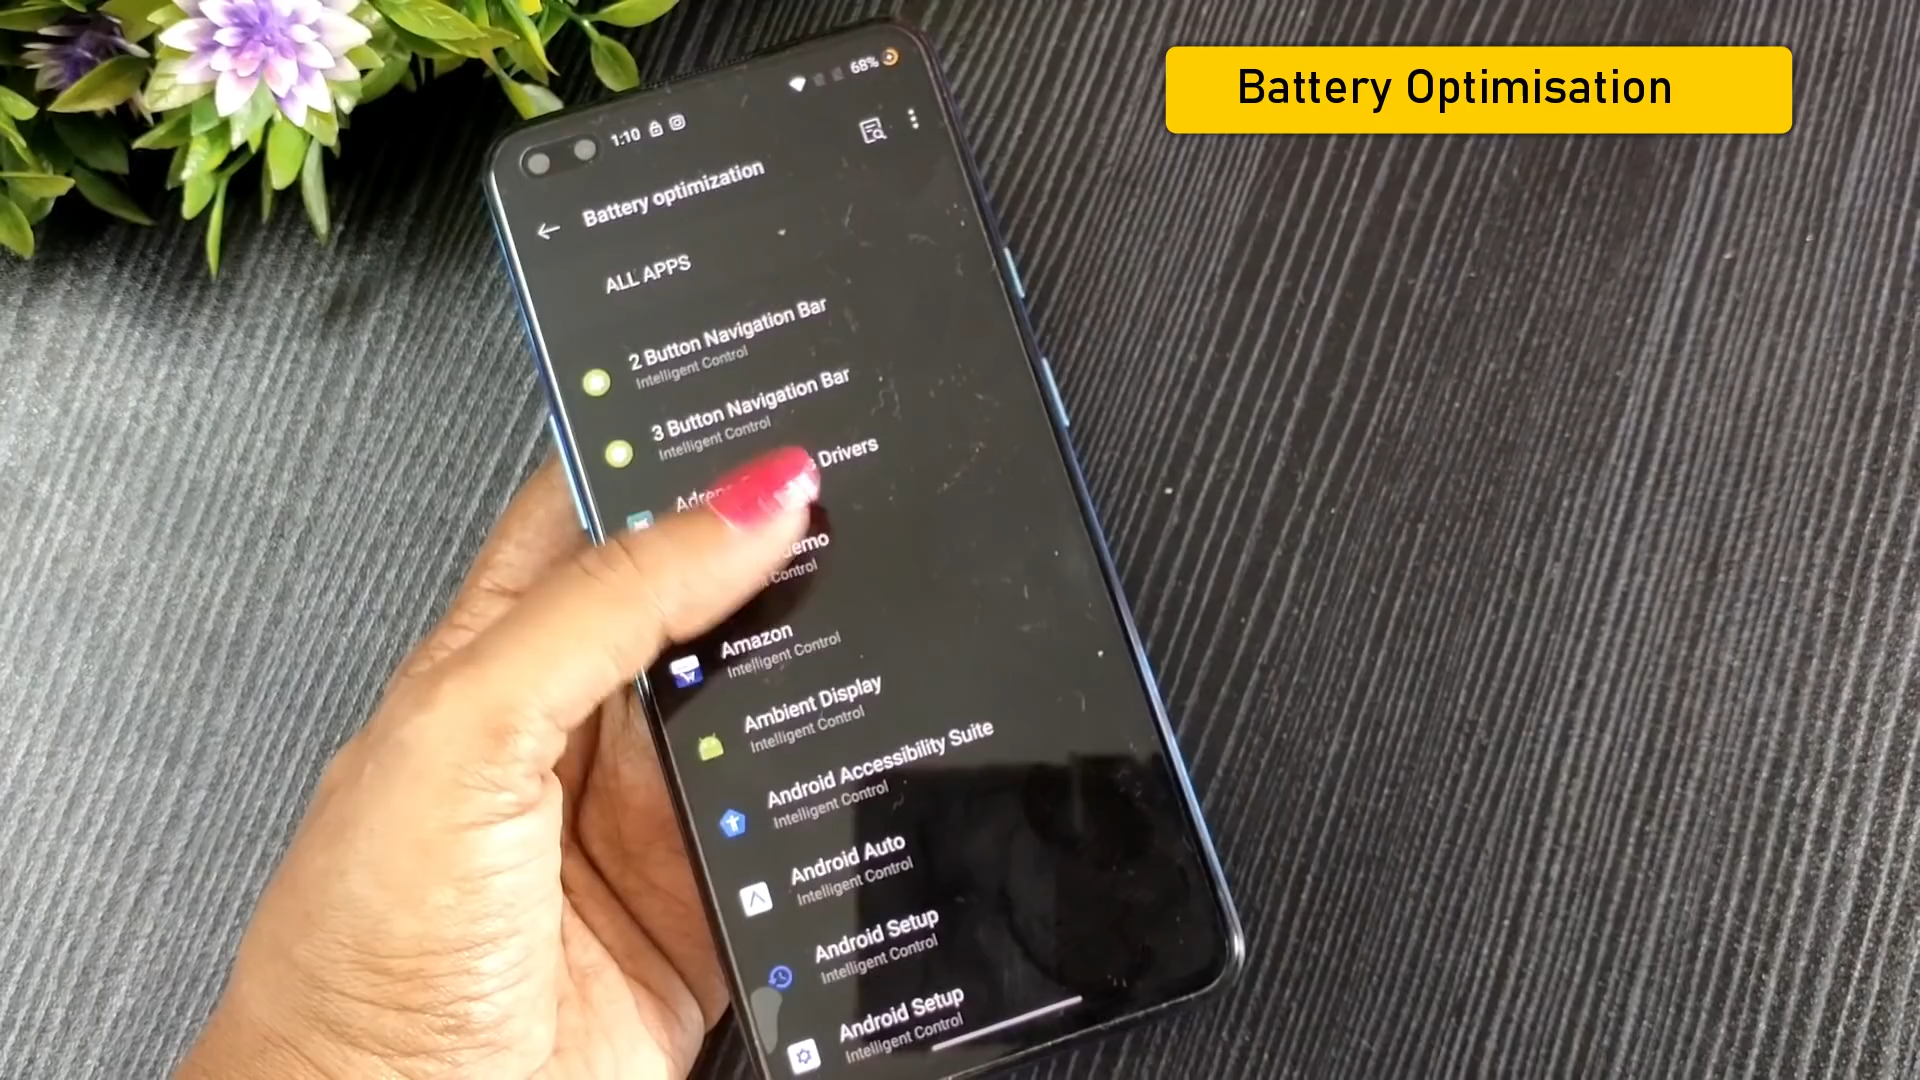 Battery Optimisation
68%
1:10
Battery optimization
ALL APPS
2 Button Navigation Bar
Intelligent Control
3 Button Navigation Bar
Intelligent Control
Drivers
demo
Control
Amazon
Intelligent Control
Ambient Display
Intelligent Control
Android Accessibility Suite
Intelligent Control
Android Auto
Intelligent Control
Android Setup
Intelligent Control
Android Setup
Intelligent Control